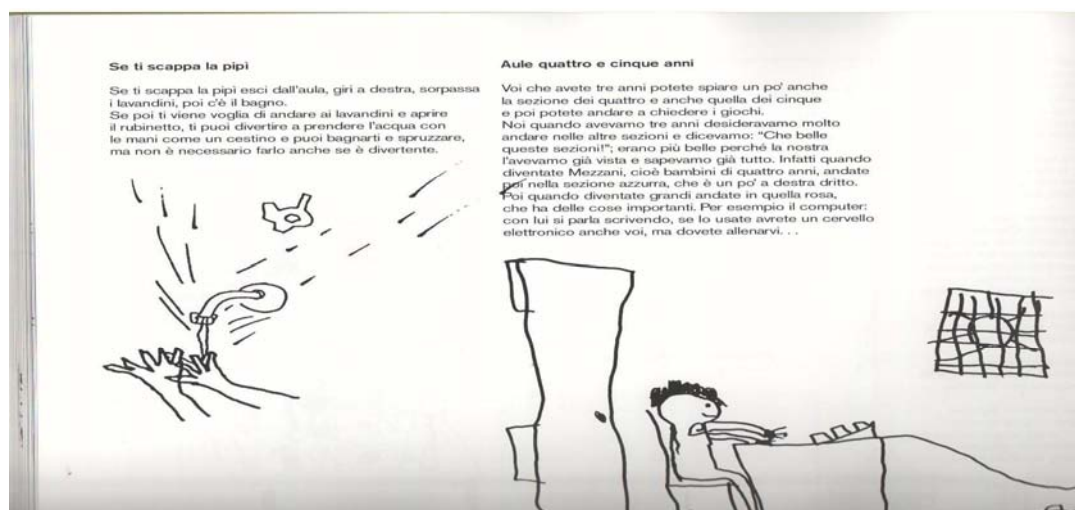 Se ti scappa la pipì
Se ti scappa la pipì esci dall'aula, giri a destra, sorpassa
i lavandini, poi c'è il bagno.
Se poi ti viene voglia di andare ai lavandini e aprire
il rubinetto, ti puoi divertire a prendere l'acqua con
le mani come un cestino e puoi bagnarti e spruzzare,
ma non è necessario farlo anche se è divertente.
Aule quattro e cinque anni
Voi che avete tre anni potete spiare un po' anche
la sezione dei quattro e anche quella dei cinque
e poi potete andare a chiedere i giochi.
Noi quando avevamo tre anni desideravamo molto
andare nelle altre sezioni e dicevamo: "Che belle
queste sezioni!"; erano più belle perché la nostra
l'avevamo già vista e sapevamo già tutto. Infatti quando
diventate Mezzani, cioè bambini di quattro anni, andate
poi nella sezione azzurra, che è un po' a destra dritto.
Poi quando diventate grandi andate in quella rosa,
che ha delle cose importanti. Per esempio il computer:
con lui si parla scrivendo, se lo usate avrete un cervello
elettronico anche voi, ma dovete allenarvi. . .